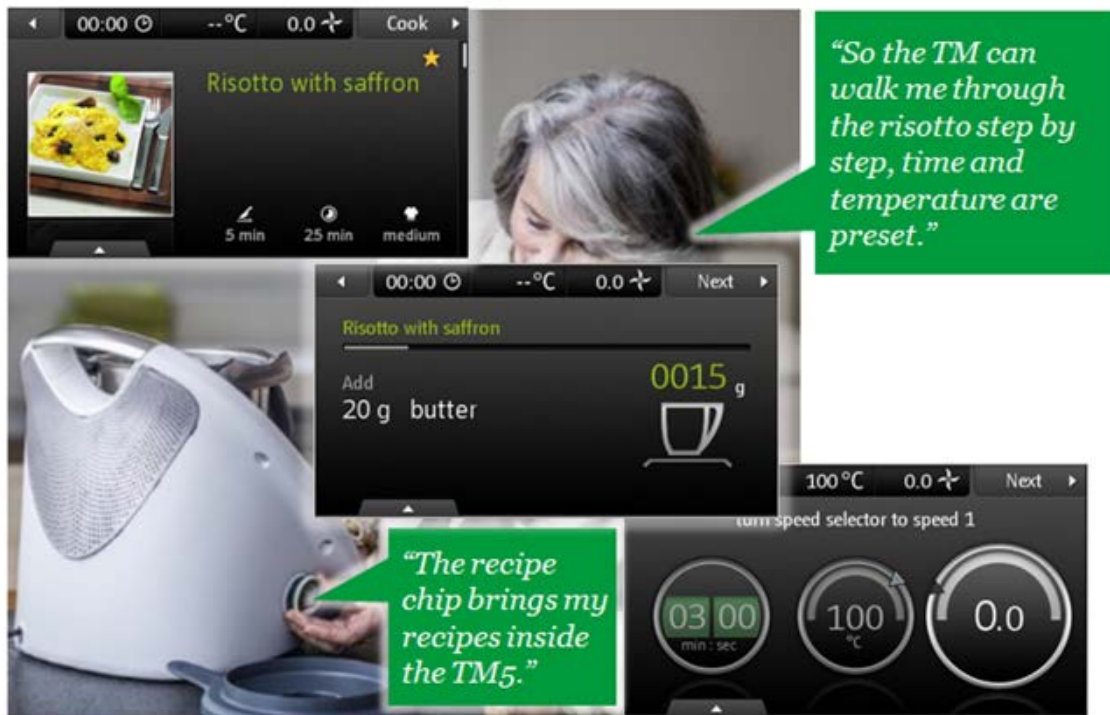 00:00 --°C 0.0 Cook
Risotto with saffron
5 min 25 min medium
“So the TM can
walk me through
the risotto step by
step, time and
temperature are
preset.”
00:00 --°C 0.0 Next
Risotto with saffron
Add
20 g butter
0015 g
100 °C 0.0 Next
turn speed selector to speed 1
03 00
min : sec
100
°C
0.0
“The recipe
chip brings my
recipes inside
the TM5.”